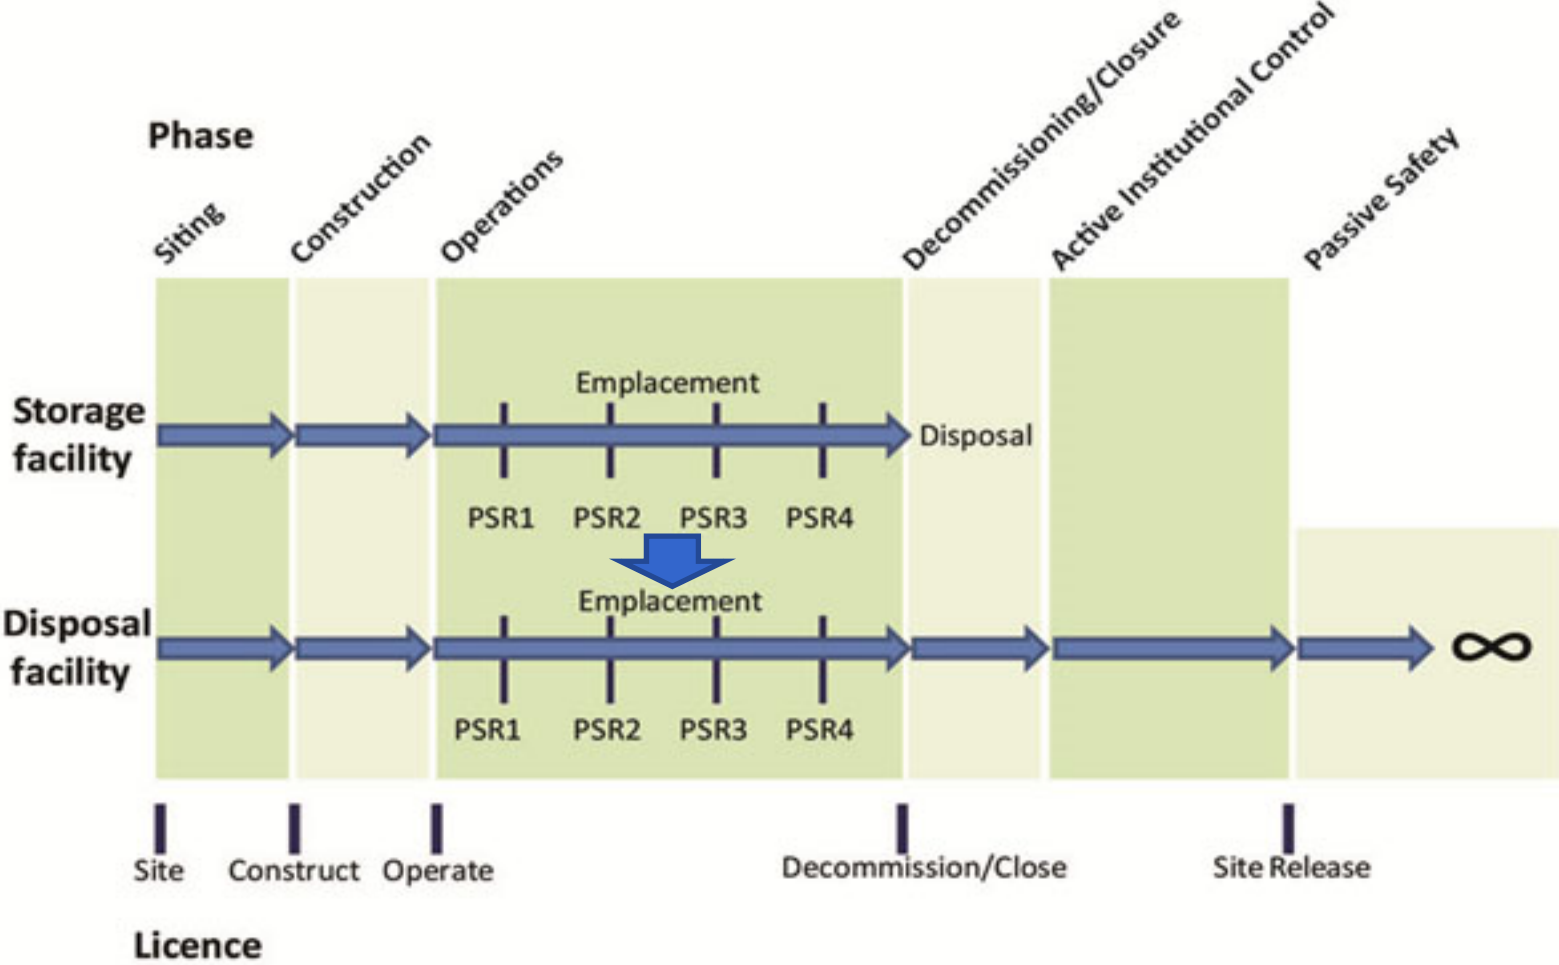 Phase
Siting
Construction
Operations
Decommissioning/Closure
Active Institutional Control
Passive Safety
Storage
facility
Emplacement
Disposal
PSR1 PSR2 PSR3 PSR4
Disposal
facility
Emplacement
∞
PSR1 PSR2 PSR3 PSR4
Site Construct Operate Decommission/Close Site Release
Licence